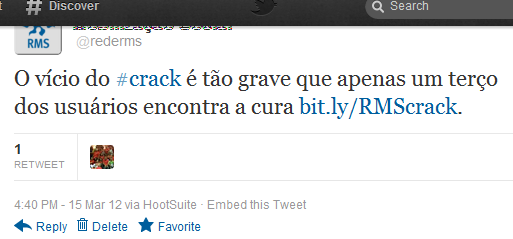 # Discover
Search
RMS
@rederms
O vício do #crack é tão grave que apenas um terço
dos usuários encontra a cura bit.ly/RMScrack.
1
RETWEET
4:40 PM - 15 Mar 12 via HootSuite · Embed this Tweet
Reply Delete Favorite